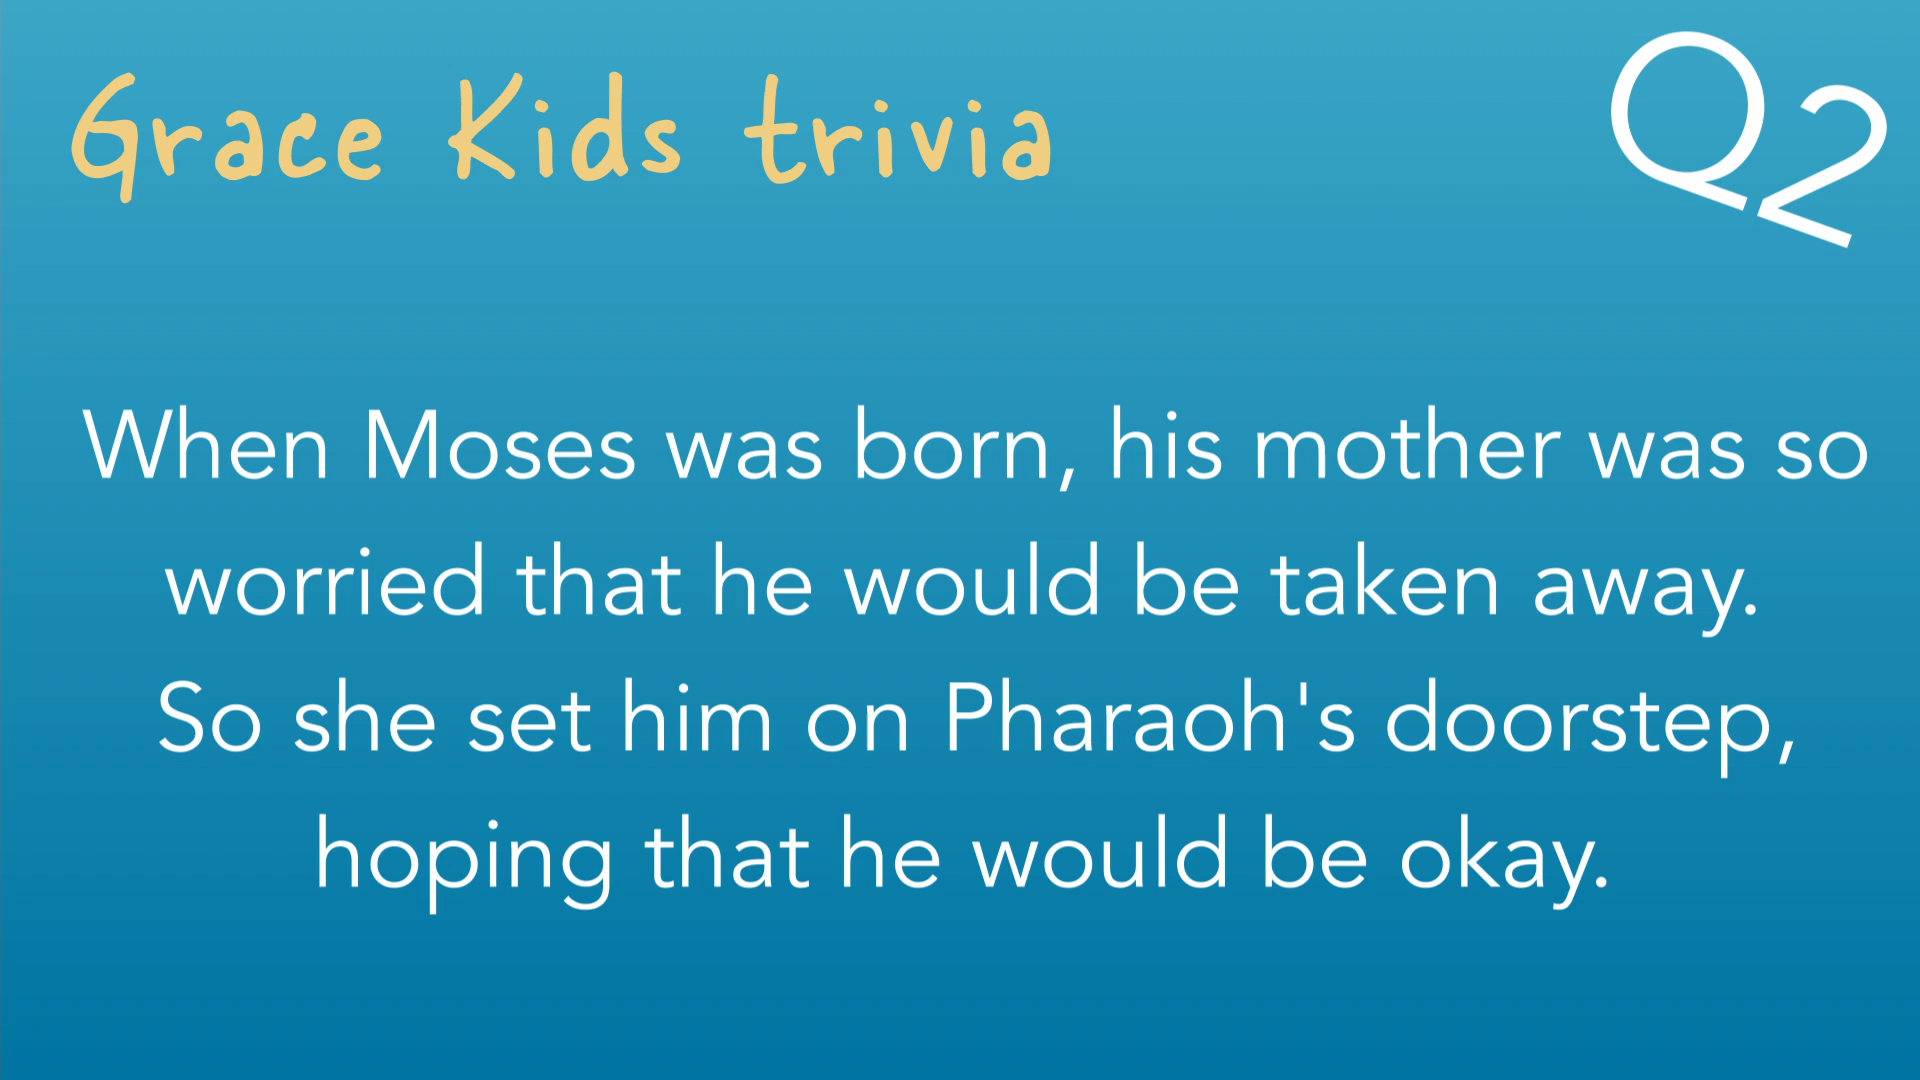 Grace Kids trivia
Q2
When Moses was born, his mother was so
worried that he would be taken away.
So she set him on Pharaoh's doorstep,
hoping that he would be okay.